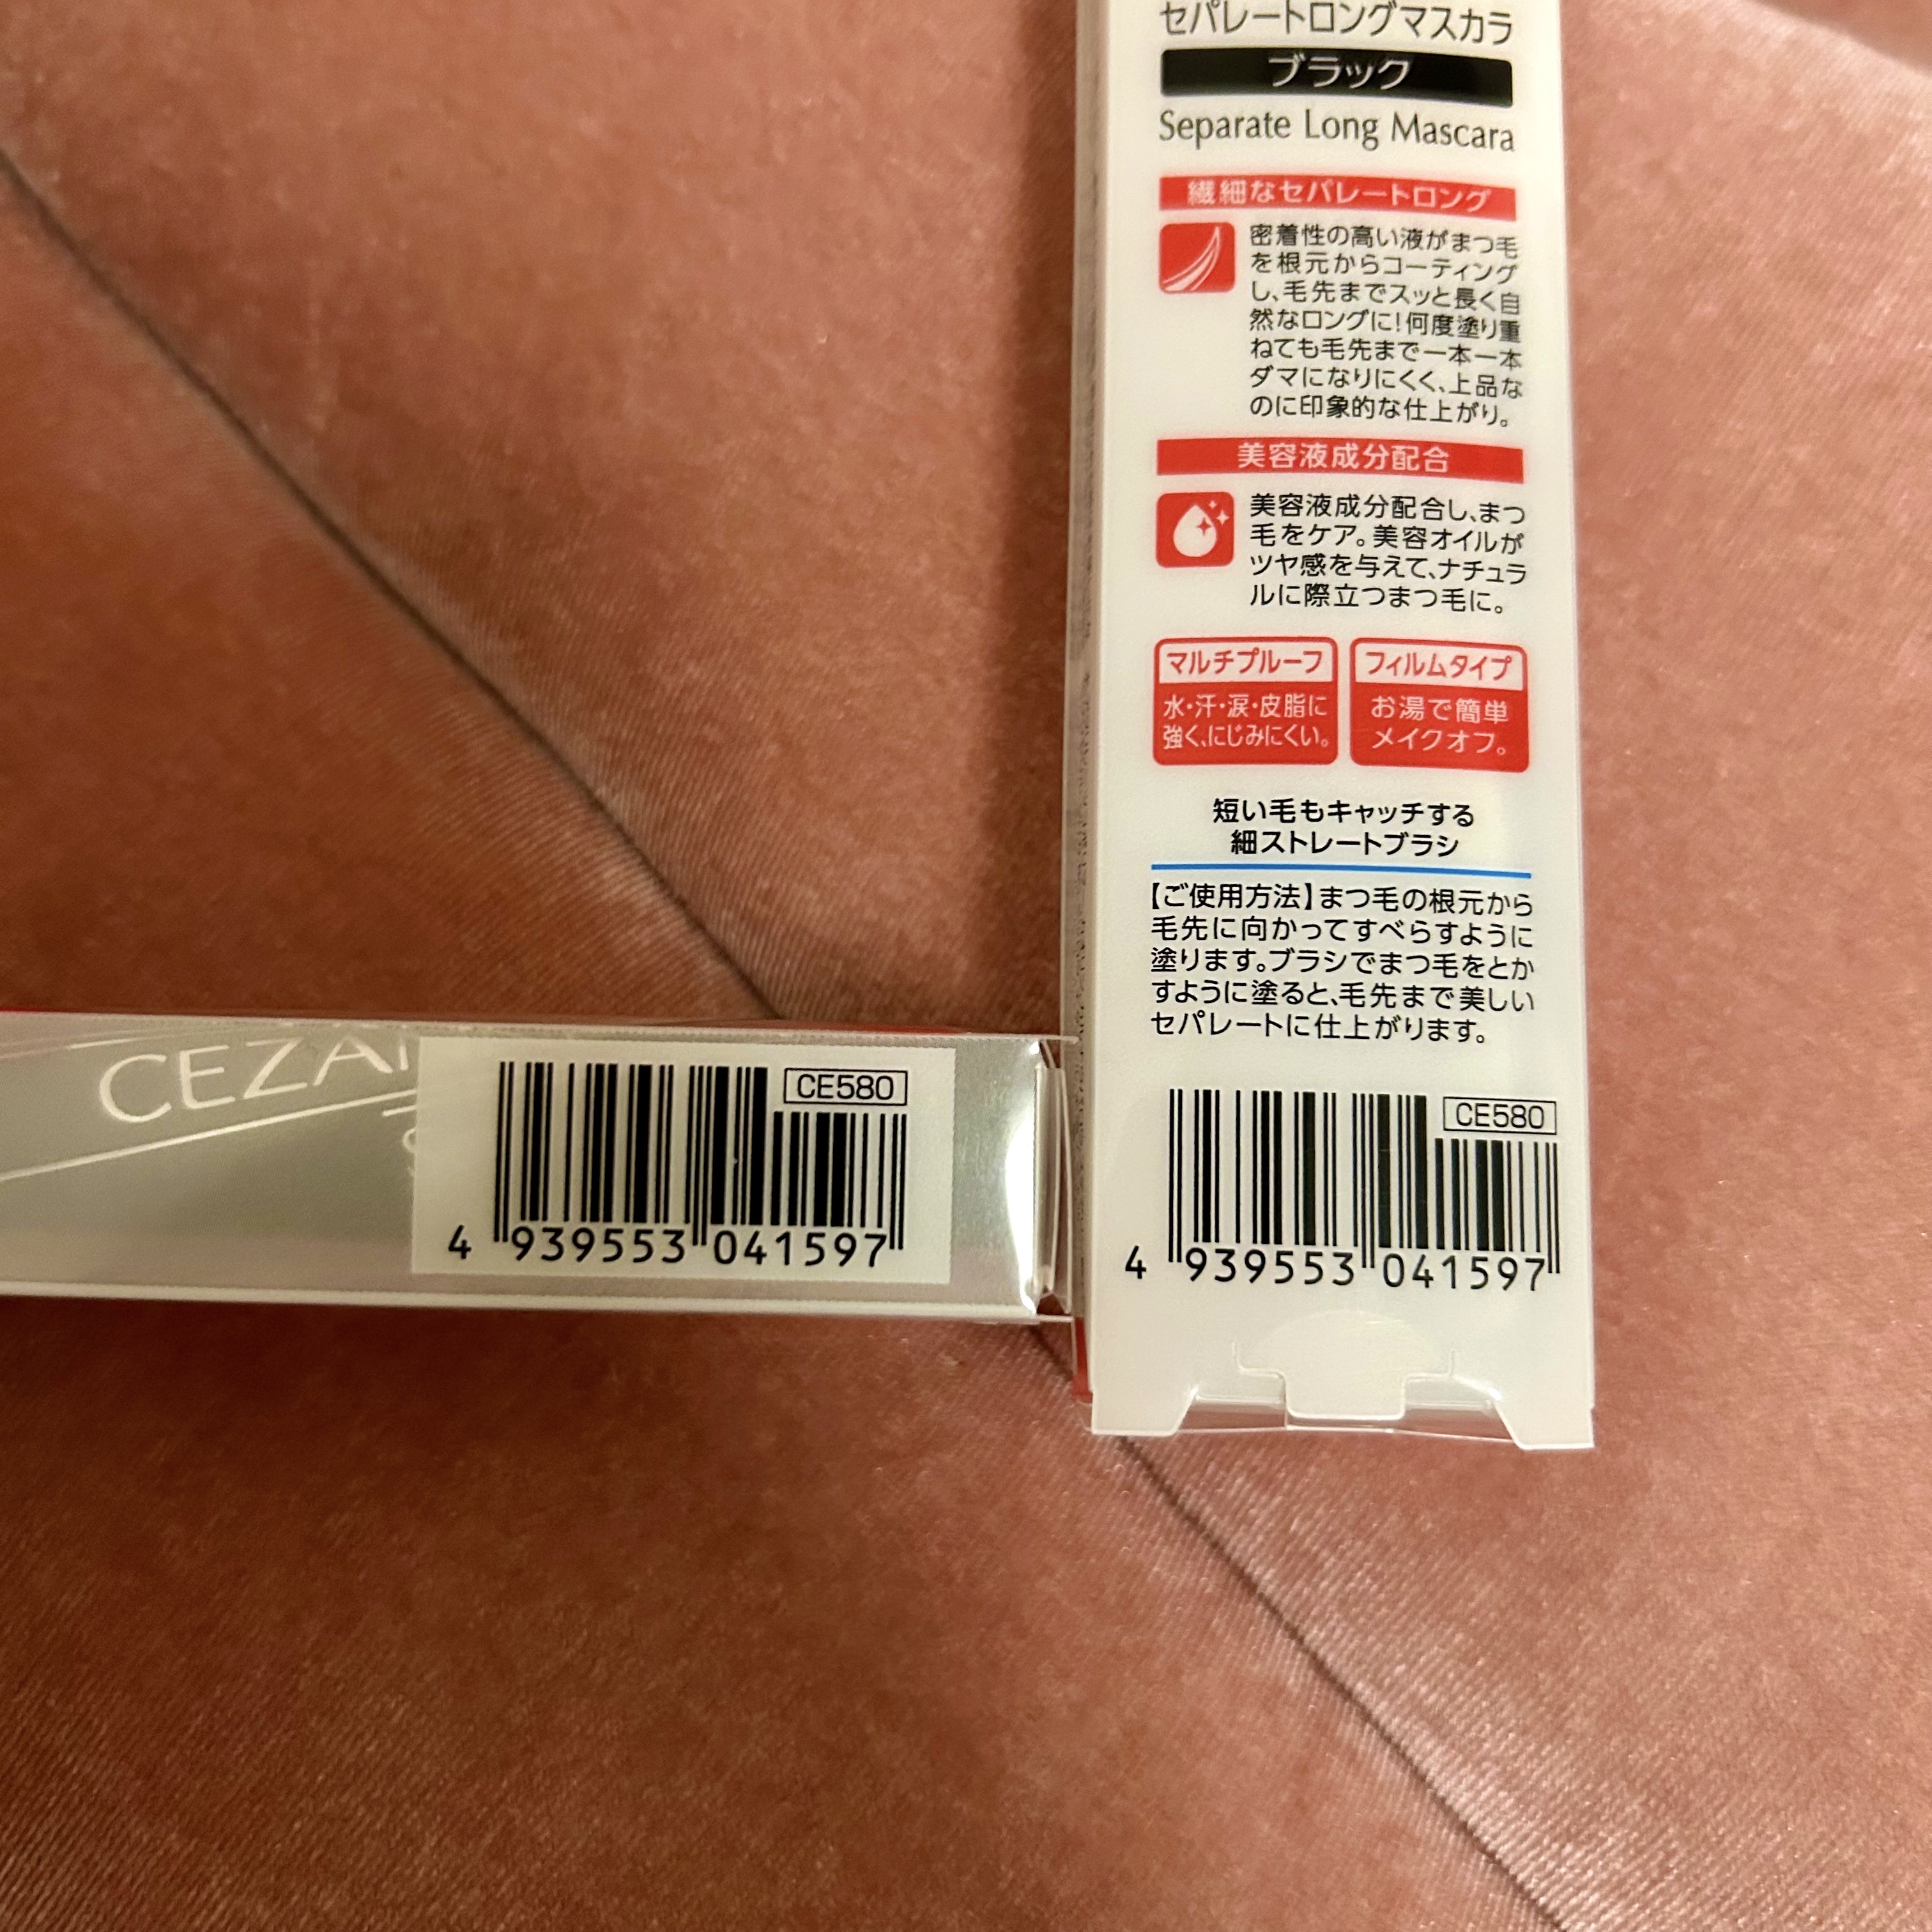 セパレートロングマスカラ
ブラック
Separate Long Mascara
繊細なセパレートロング
密着性の高い液がまつ毛
を根元からコーティング
し、毛先までスッと長く自
然なロングに!何度塗り重
ねても毛先まで一本一本
ダマになりにくく、上品な
のに印象的な仕上がり。
美容液成分配合
美容液成分配合し、まつ
毛をケア。美容オイルが
ツヤ感を与えて、ナチュラ
ルに際立つまつ毛に。
マルチプルーフ
水・汗・涙・皮脂に
強く、にじみにくい。
フィルムタイプ
お湯で簡単
メイクオフ。
短い毛もキャッチする
細ストレートブラシ
【ご使用方法】まつ毛の根元から
毛先に向かってすべらすように
塗ります。ブラシでまつ毛をとか
すように塗ると、毛先まで美しい
セパレートに仕上がります。
CE580
4 939553 041597
CEZA
CE580
4 939553 041597